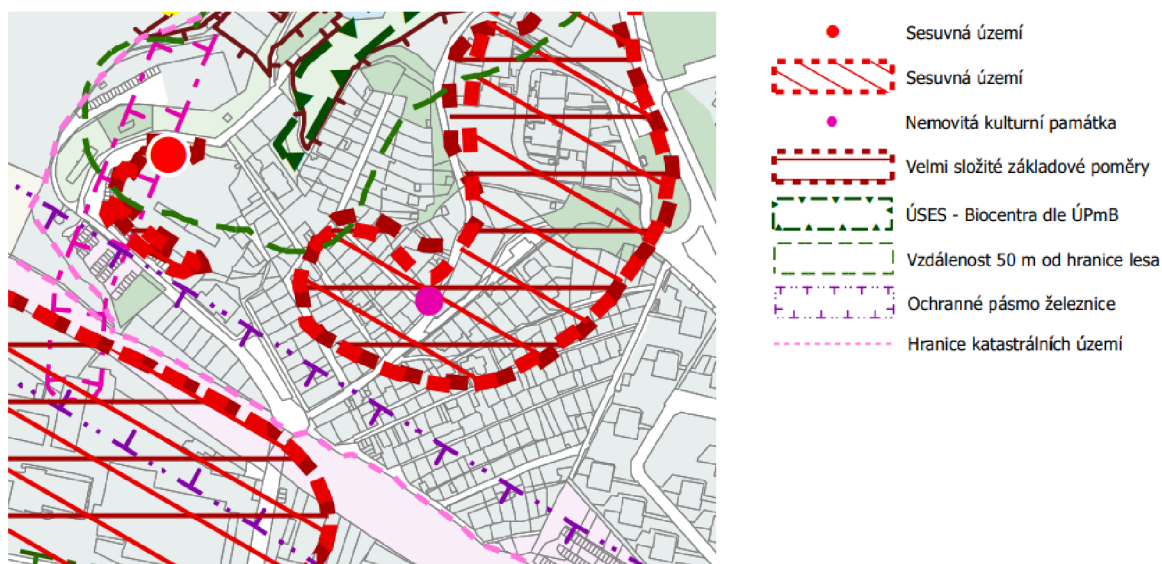 Sesuvná území
Sesuvná území
Nemovitá kulturní památka
Velmi složité základové poměry
ÚSES - Biocentra dle ÚPmB
Vzdálenost 50 m od hranice lesa
Ochranné pásmo železnice
Hranice katastrálních území